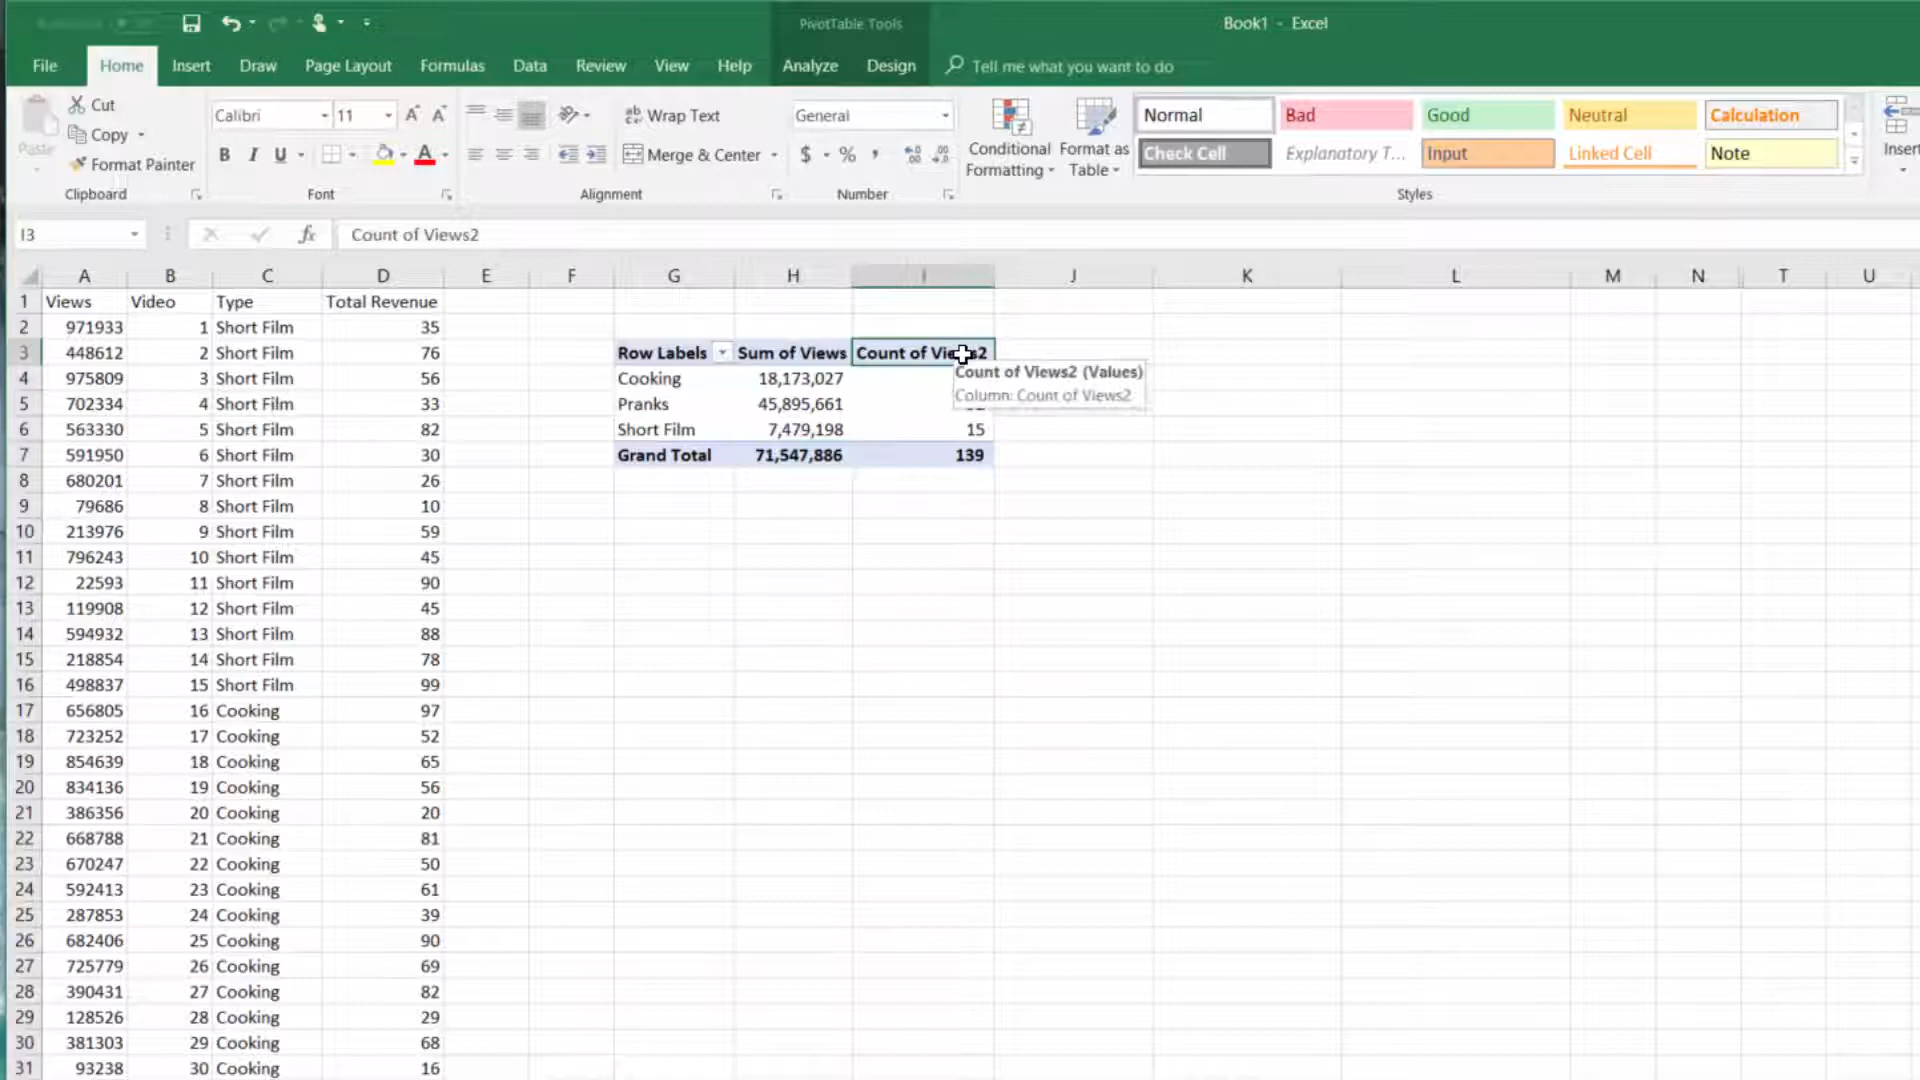 PivotTable Tools
Book1 - Excel
File Home Insert Draw Page Layout Formulas Data Review View Help Analyze Design Tell me what you want to do
Cut
Copy
Format Painter
Paste
Clipboard
Calibri 11
B I U
Font
Wrap Text
Merge & Center
Alignment
General
$ % ,
Number
Conditional Formatting
Format as Table
Normal Bad Good Neutral Calculation
Check Cell Explanatory T... Input Linked Cell Note
Styles
Insert
I3 fx Count of Views2
A B C D E F G H I J K L M N T U
1 Views Video Type Total Revenue
2 971933 1 Short Film 35
3 448612 2 Short Film 76 Row Labels Sum of Views Count of
4 975809 3 Short Film 56 Cooking 18,173,027
5 702334 4 Short Film 33 Pranks 45,895,661
6 563330 5 Short Film 82 Short Film 7,479,198 15
7 591950 6 Short Film 30 Grand Total 71,547,886 139
Count of Views2 (Values)
Column: Count of Views2
8 680201 7 Short Film 26
9 79686 8 Short Film 10
10 213976 9 Short Film 59
11 796243 10 Short Film 45
12 22593 11 Short Film 90
13 119908 12 Short Film 45
14 594932 13 Short Film 88
15 218854 14 Short Film 78
16 498837 15 Short Film 99
17 656805 16 Cooking 97
18 723252 17 Cooking 52
19 854639 18 Cooking 65
20 834136 19 Cooking 56
21 386356 20 Cooking 20
22 668788 21 Cooking 81
23 670247 22 Cooking 50
24 592413 23 Cooking 61
25 287853 24 Cooking 39
26 682406 25 Cooking 90
27 725779 26 Cooking 69
28 390431 27 Cooking 82
29 128526 28 Cooking 29
30 381303 29 Cooking 68
31 93238 30 Cooking 16